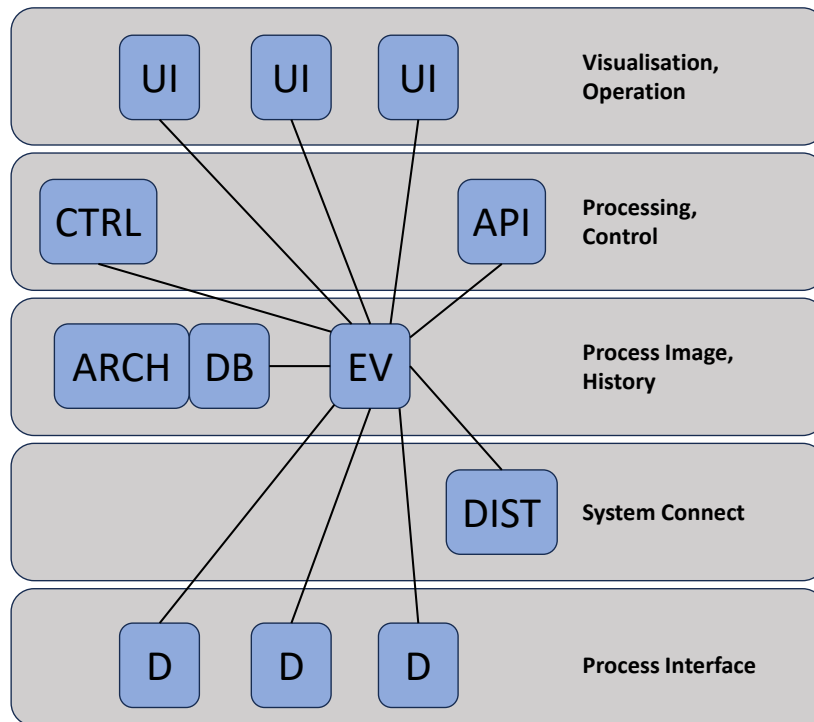 UI UI UI
Visualisation,
Operation
CTRL API
Processing,
Control
ARCH DB EV
Process Image,
History
DIST
System Connect
D D D
Process Interface